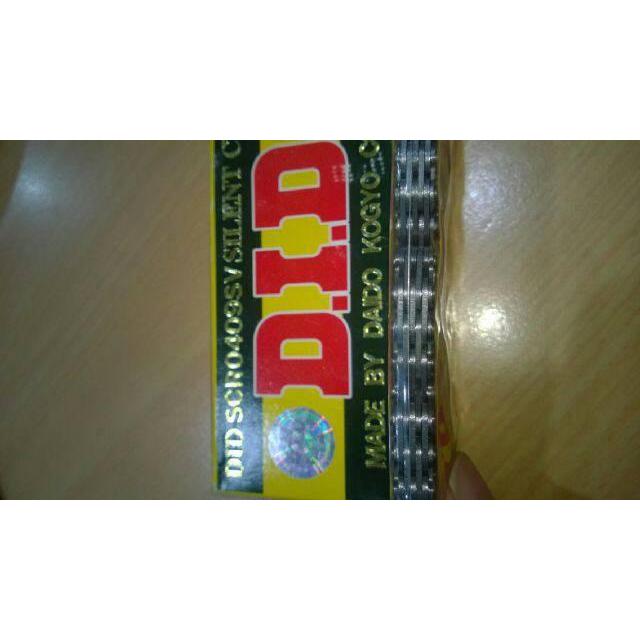 DID SCR0409SV SILENT C
D.I.D
MADE BY DAIDO KOGYO-C